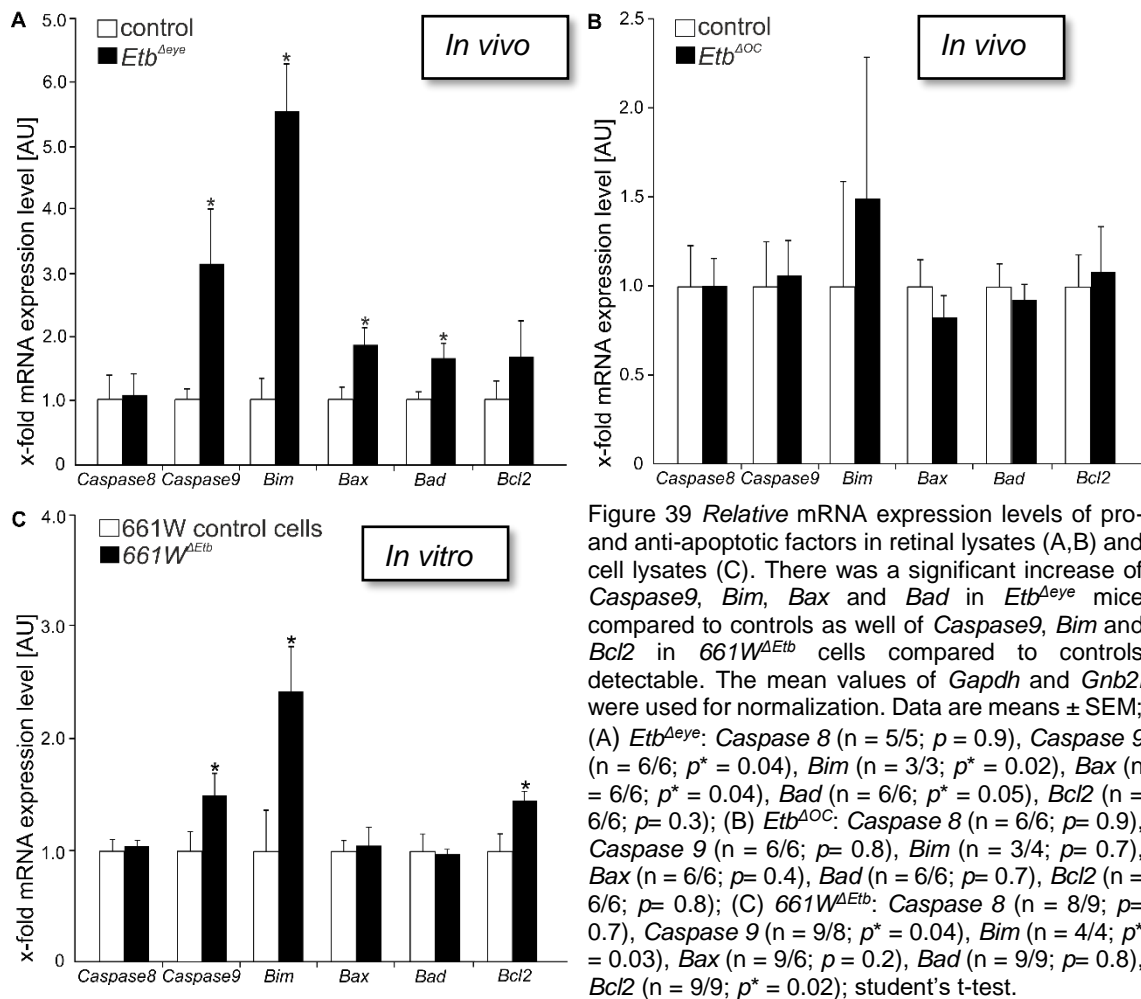 A
5.0
6.0
5.0
4.0
3.0
2.0
1.0
0
x-fold mRNA expression level [AU]
control
Etb^Δeye
In vivo
* * * *
Caspase8 Caspase9 Bim Bax Bad Bcl2
B
2.5
2.0
1.5
1.0
0.5
0
x-fold mRNA expression level [AU]
control
Etb^ΔOC
In vivo
Caspase8 Caspase9 Bim Bax Bad Bcl2
C
4.0
3.0
2.0
1.0
0
x-fold mRNA expression level [AU]
661W control cells
661W^ΔEtb
In vitro
* * *
Caspase8 Caspase9 Bim Bax Bad Bcl2
Figure 39 Relative mRNA expression levels of pro-
and anti-apoptotic factors in retinal lysates (A,B) and
cell lysates (C). There was a significant increase of
Caspase9, Bim, Bax and Bad in Etb^Δeye mice
compared to controls as well of Caspase9, Bim and
Bcl2 in 661W^ΔEtb cells compared to controls
detectable. The mean values of Gapdh and Gnb2l
were used for normalization. Data are means ± SEM;
(A) Etb^Δeye: Caspase 8 (n = 5/5; p = 0.9), Caspase 9
(n = 6/6; p* = 0.04), Bim (n = 3/3; p* = 0.02), Bax (n
= 6/6; p* = 0.04), Bad (n = 6/6; p* = 0.05), Bcl2 (n =
6/6; p= 0.3); (B) Etb^ΔOC: Caspase 8 (n = 6/6; p= 0.9),
Caspase 9 (n = 6/6; p= 0.8), Bim (n = 3/4; p= 0.7),
Bax (n = 6/6; p= 0.4), Bad (n = 6/6; p= 0.7), Bcl2 (n =
6/6; p= 0.8); (C) 661W^ΔEtb: Caspase 8 (n = 8/9; p=
0.7), Caspase 9 (n = 9/8; p* = 0.04), Bim (n = 4/4; p*
= 0.03), Bax (n = 9/6; p = 0.2), Bad (n = 9/9; p= 0.8),
Bcl2 (n = 9/9; p* = 0.02); student's t-test.